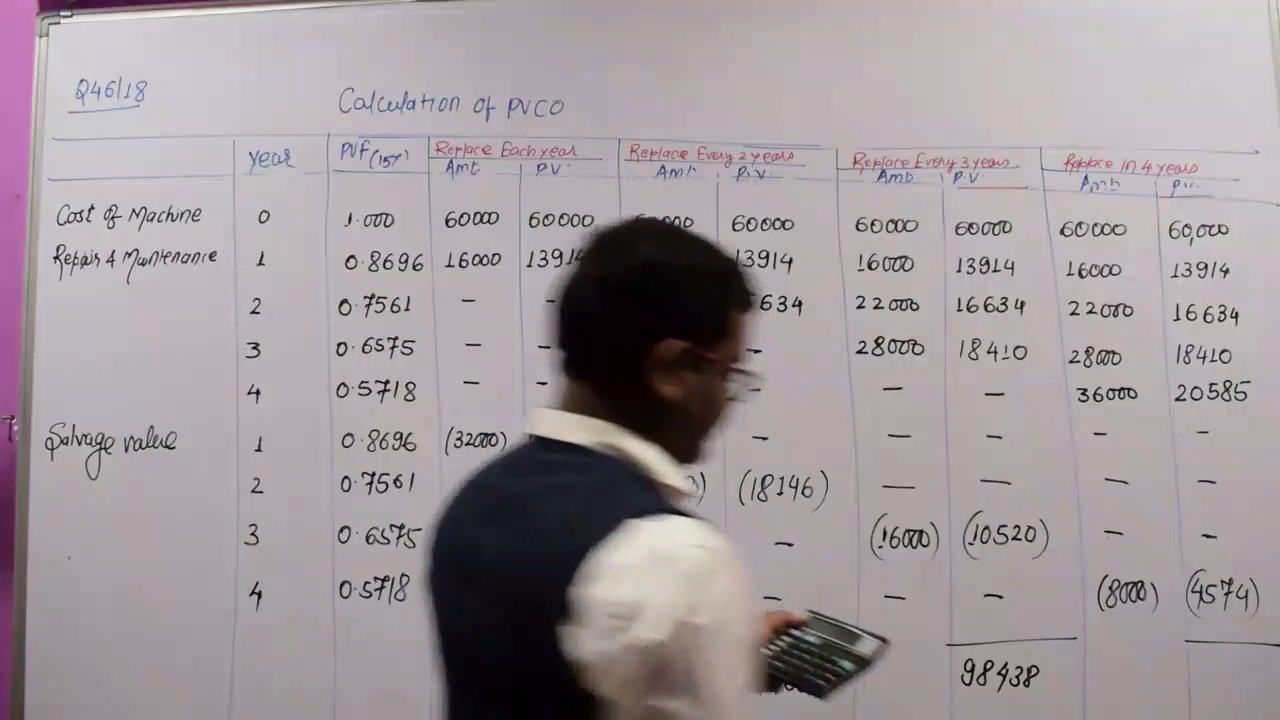 Q46/18
Calculation of PVCO
year PVF(15%) Replace Each year Replace Every 2 years Replace Every 3 years Replace in 4 years
Amt P.V. Amt P.V. Amt P.V. Amt P.V.
Cost of Machine 0 1.000 60000 60000 60000 60000 60000 60000 60,000
Repair & Maintenance 1 0.8696 16000 13914 13914 16000 13914 16000 13914
2 0.7561 - - 22000 16634 22000 16634
3 0.6575 - - - 28000 18410 28000 18410
4 0.5718 - - - - - 36000 20585
Salvage value 1 0.8696 (32000) - - - - -
2 0.7561 (18146) - - - -
3 0.6575 - (16000) (10520) - -
4 0.5718 - - - (8000) (4574)
98438